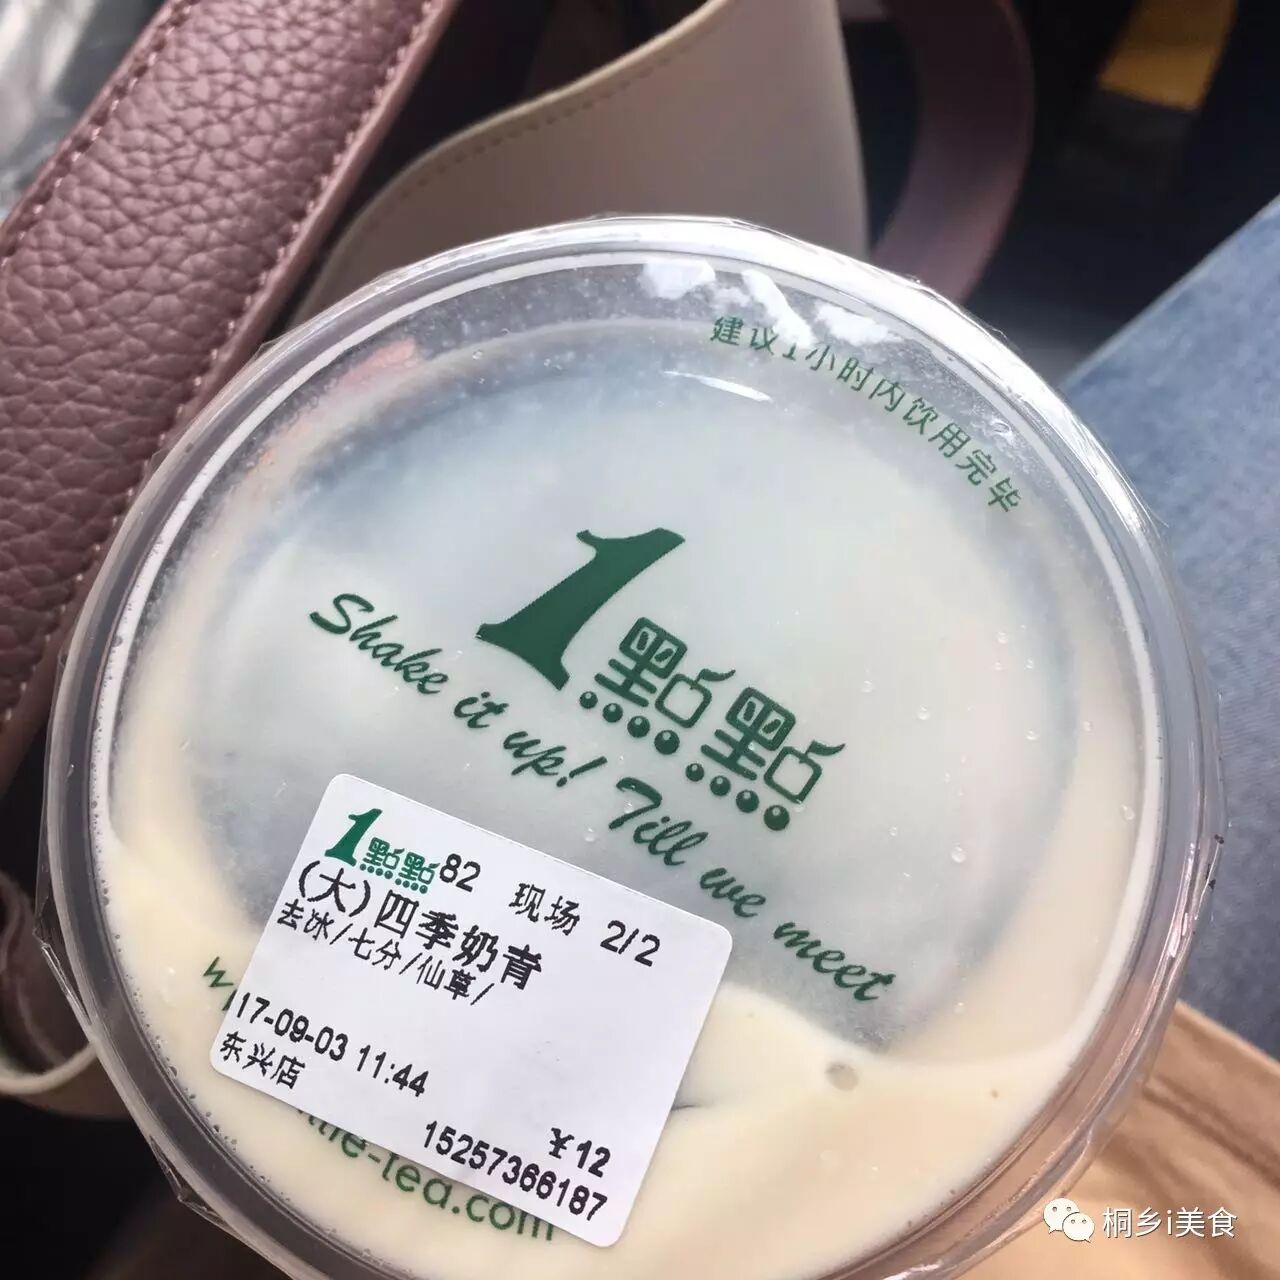 建议1小时内饮用完毕
1點點
Shake it up! Till we meet
1點點 82 现场 2/2
(大)四季奶青
去冰/七分/仙草/
17-09-03 11:44
东兴店
¥12
15257366187
-tea.com
桐乡i美食